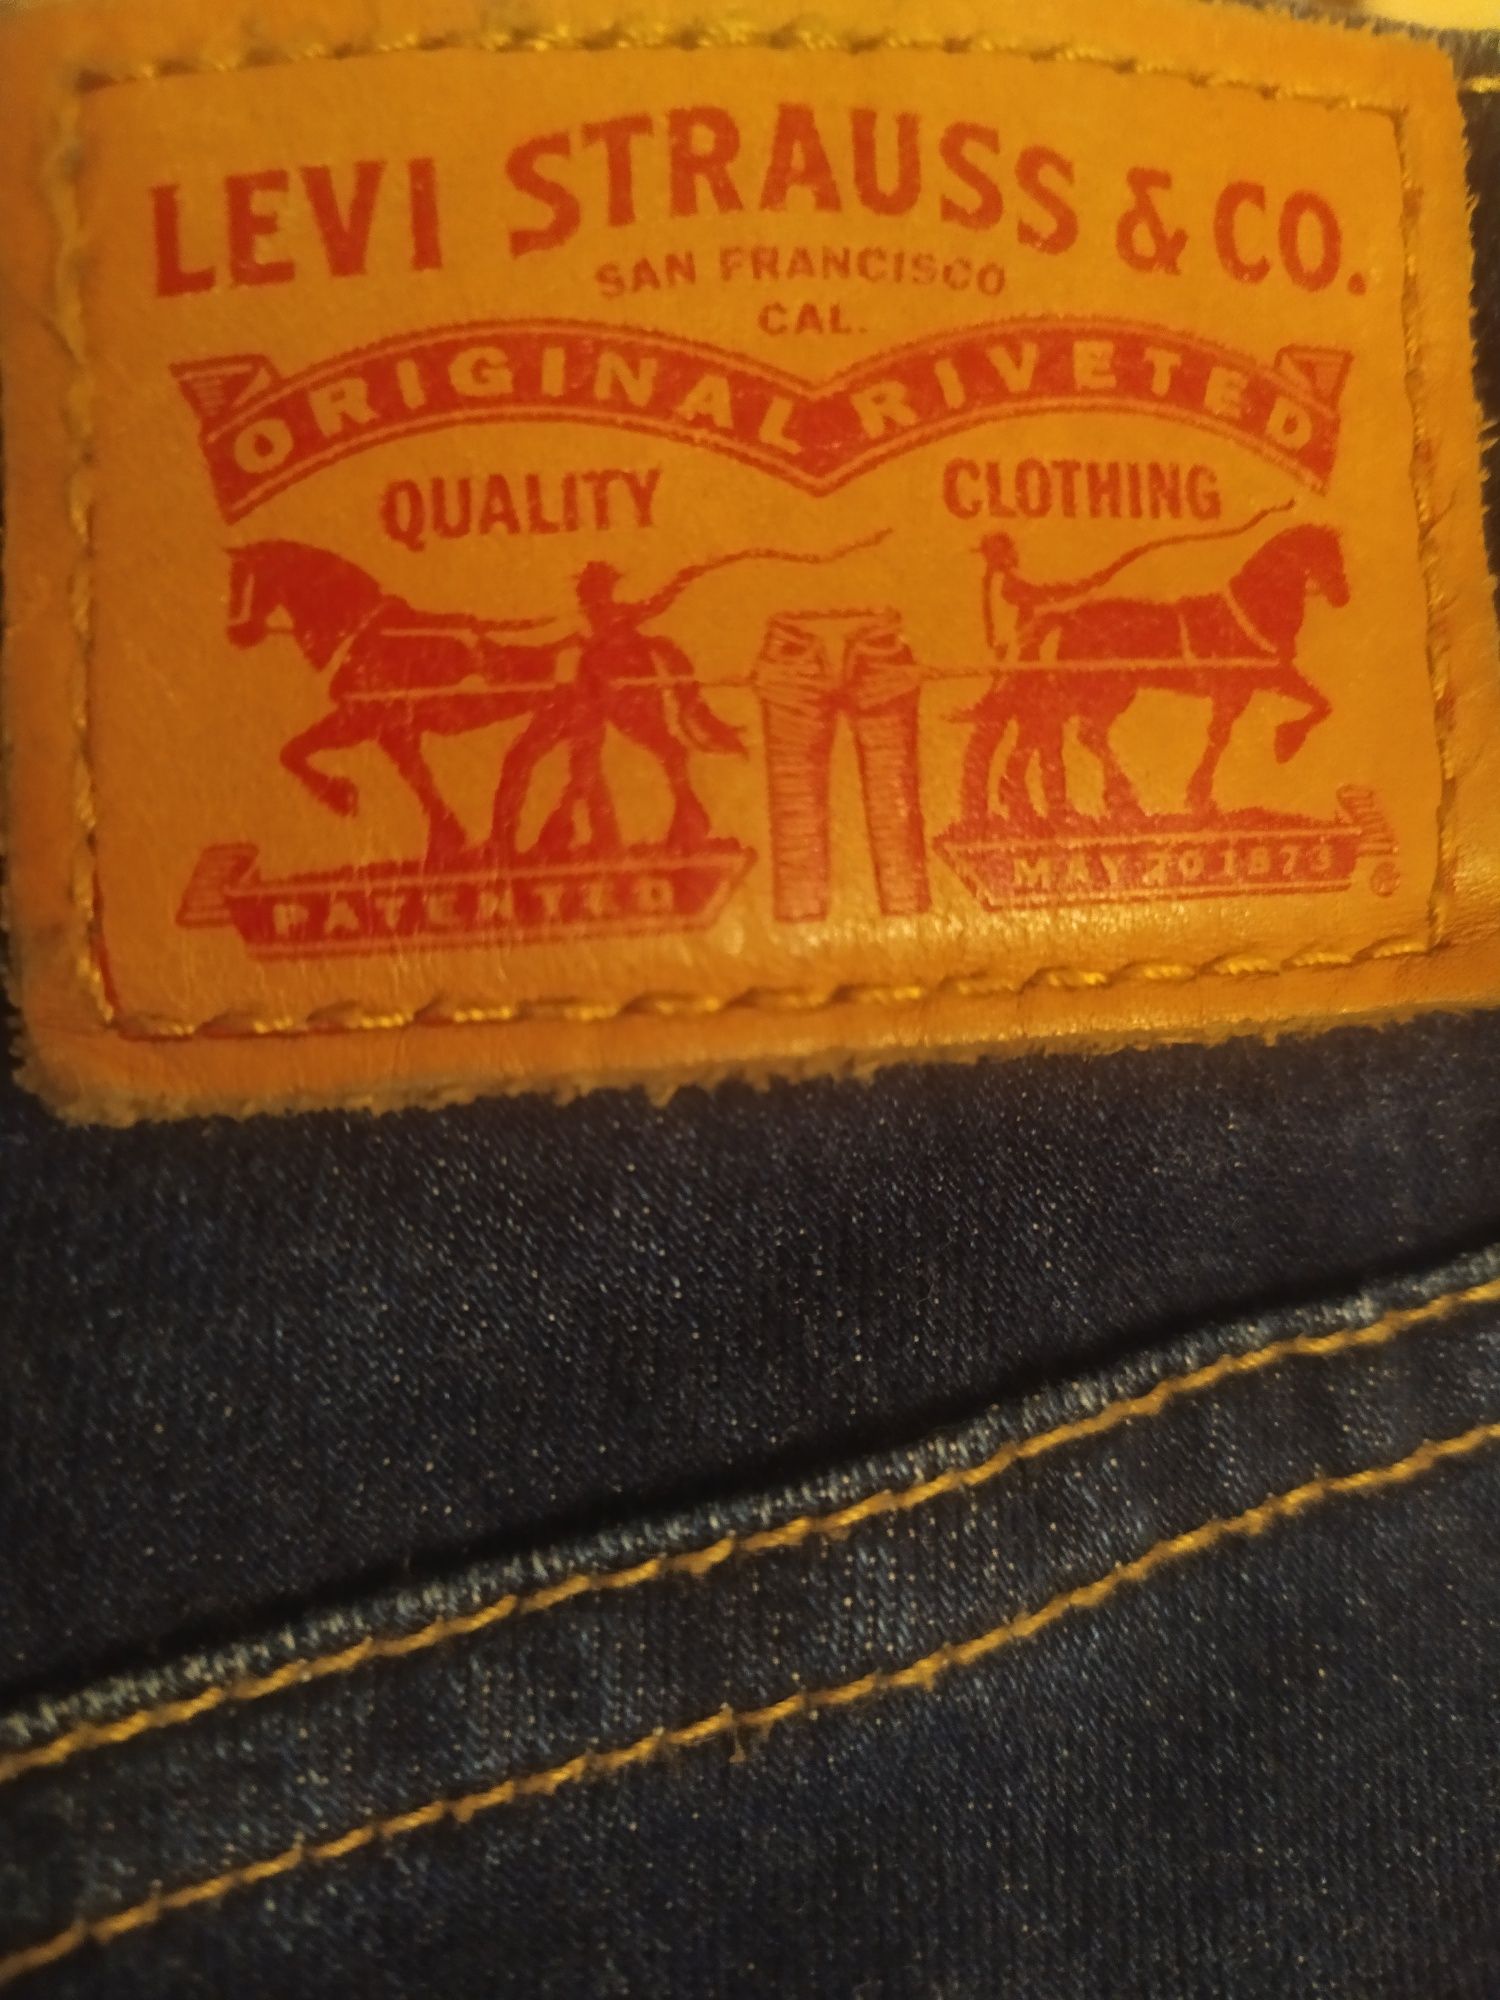 LEVI STRAUSS & CO.
SAN FRANCISCO
CAL.
ORIGINAL RIVETED
QUALITY CLOTHING
PATENTED MAY 20 1873
®